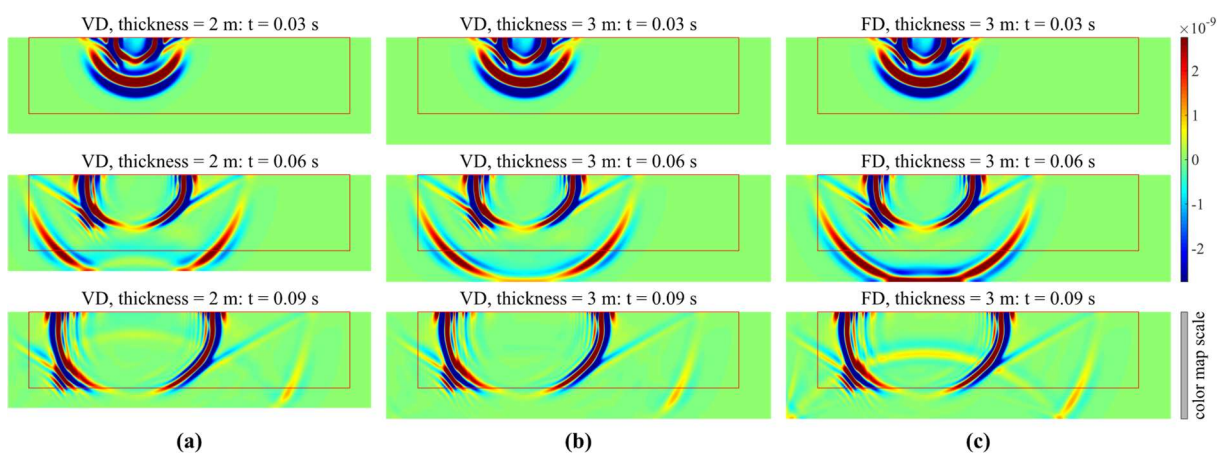 VD, thickness = 2 m: t = 0.03 s
VD, thickness = 3 m: t = 0.03 s
FD, thickness = 3 m: t = 0.03 s
×10⁻⁹
2
1
0
-1
-2
VD, thickness = 2 m: t = 0.06 s
VD, thickness = 3 m: t = 0.06 s
FD, thickness = 3 m: t = 0.06 s
VD, thickness = 2 m: t = 0.09 s
VD, thickness = 3 m: t = 0.09 s
FD, thickness = 3 m: t = 0.09 s
color map scale
(a)
(b)
(c)